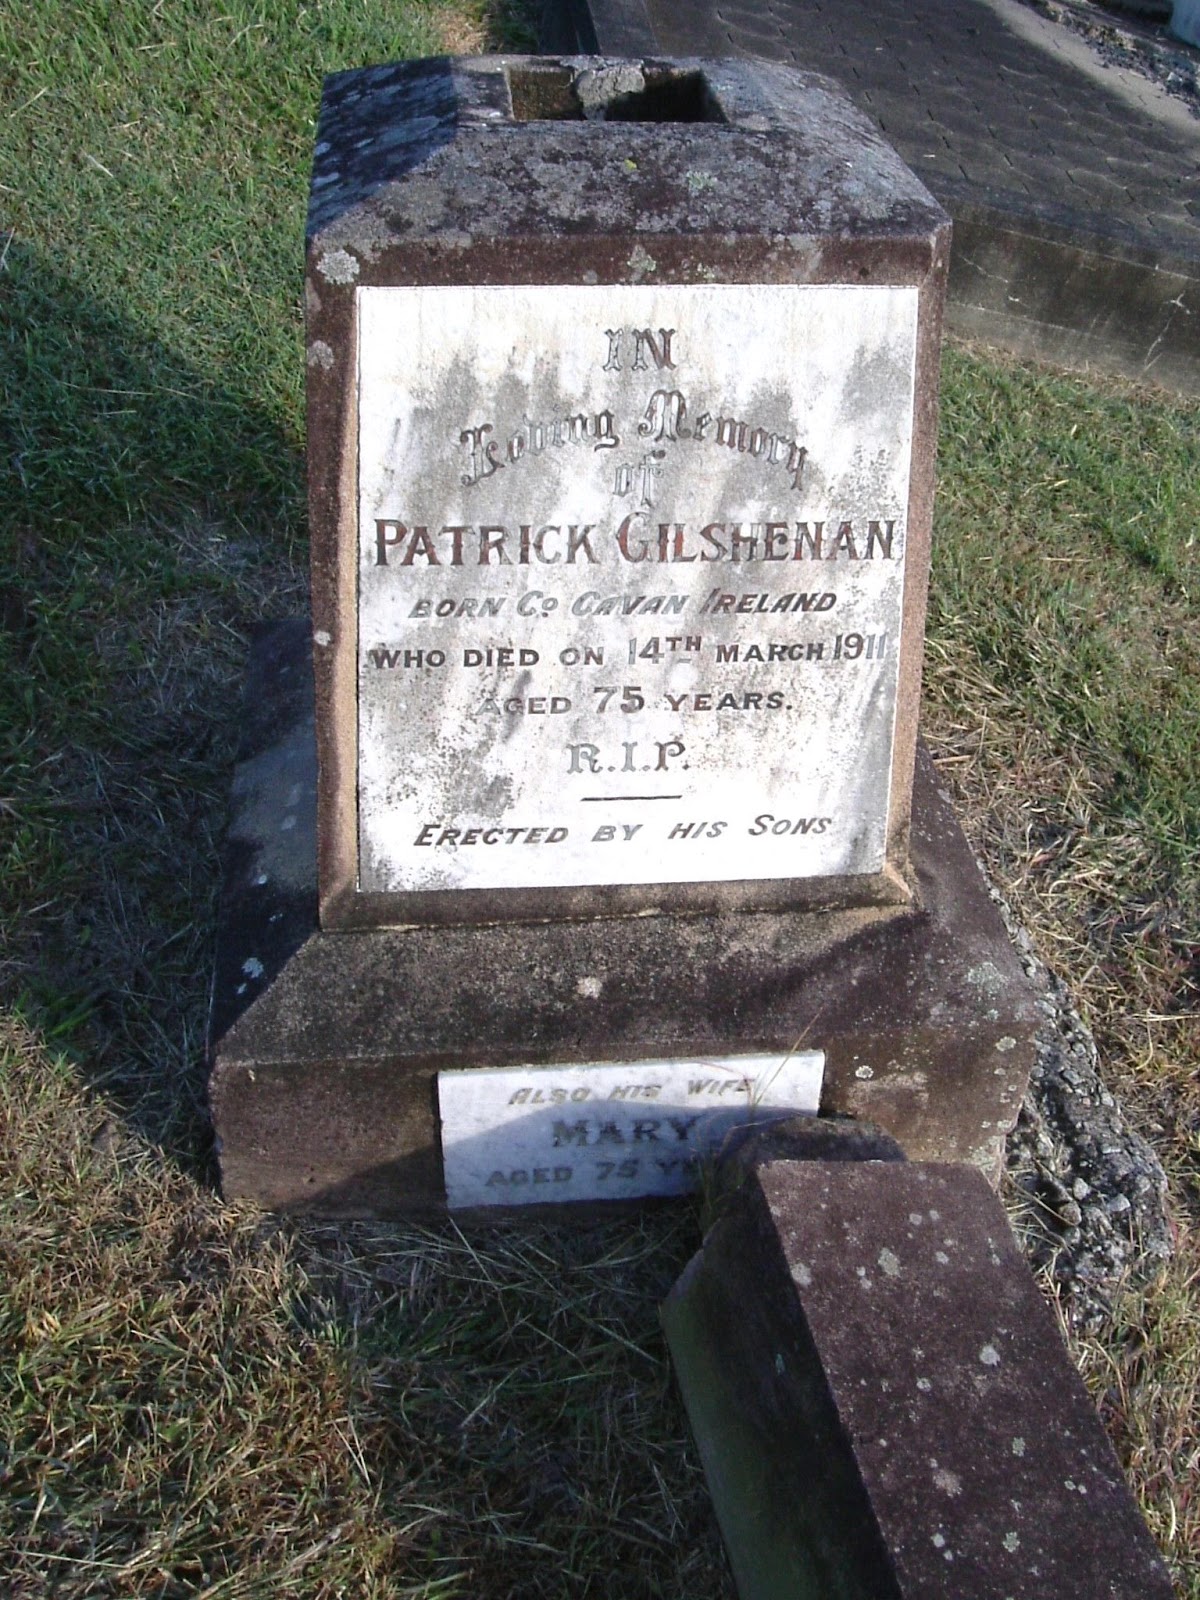 IN
Loving Memory
of
PATRICK GILSHENAN
BORN Co. CAVAN IRELAND
WHO DIED ON 14TH MARCH 1911
AGED 75 YEARS.
R.I.P.
ERECTED BY HIS SONS
ALSO HIS WIFE
MARY
AGED 75